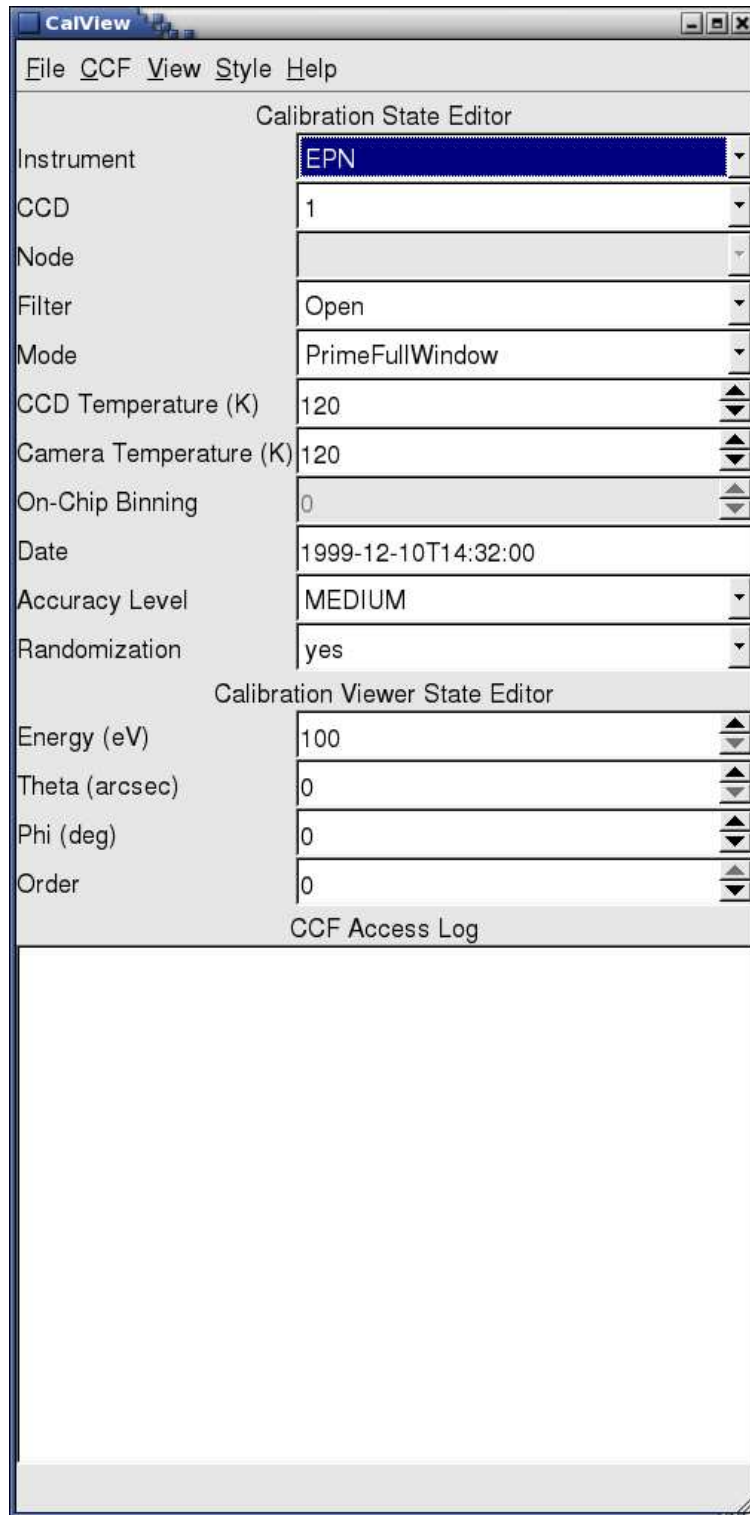 CalView
File CCF View Style Help
Calibration State Editor
Instrument EPN
CCD 1
Node
Filter Open
Mode PrimeFullWindow
CCD Temperature (K) 120
Camera Temperature (K) 120
On-Chip Binning 0
Date 1999-12-10T14:32:00
Accuracy Level MEDIUM
Randomization yes
Calibration Viewer State Editor
Energy (eV) 100
Theta (arcsec) 0
Phi (deg) 0
Order 0
CCF Access Log